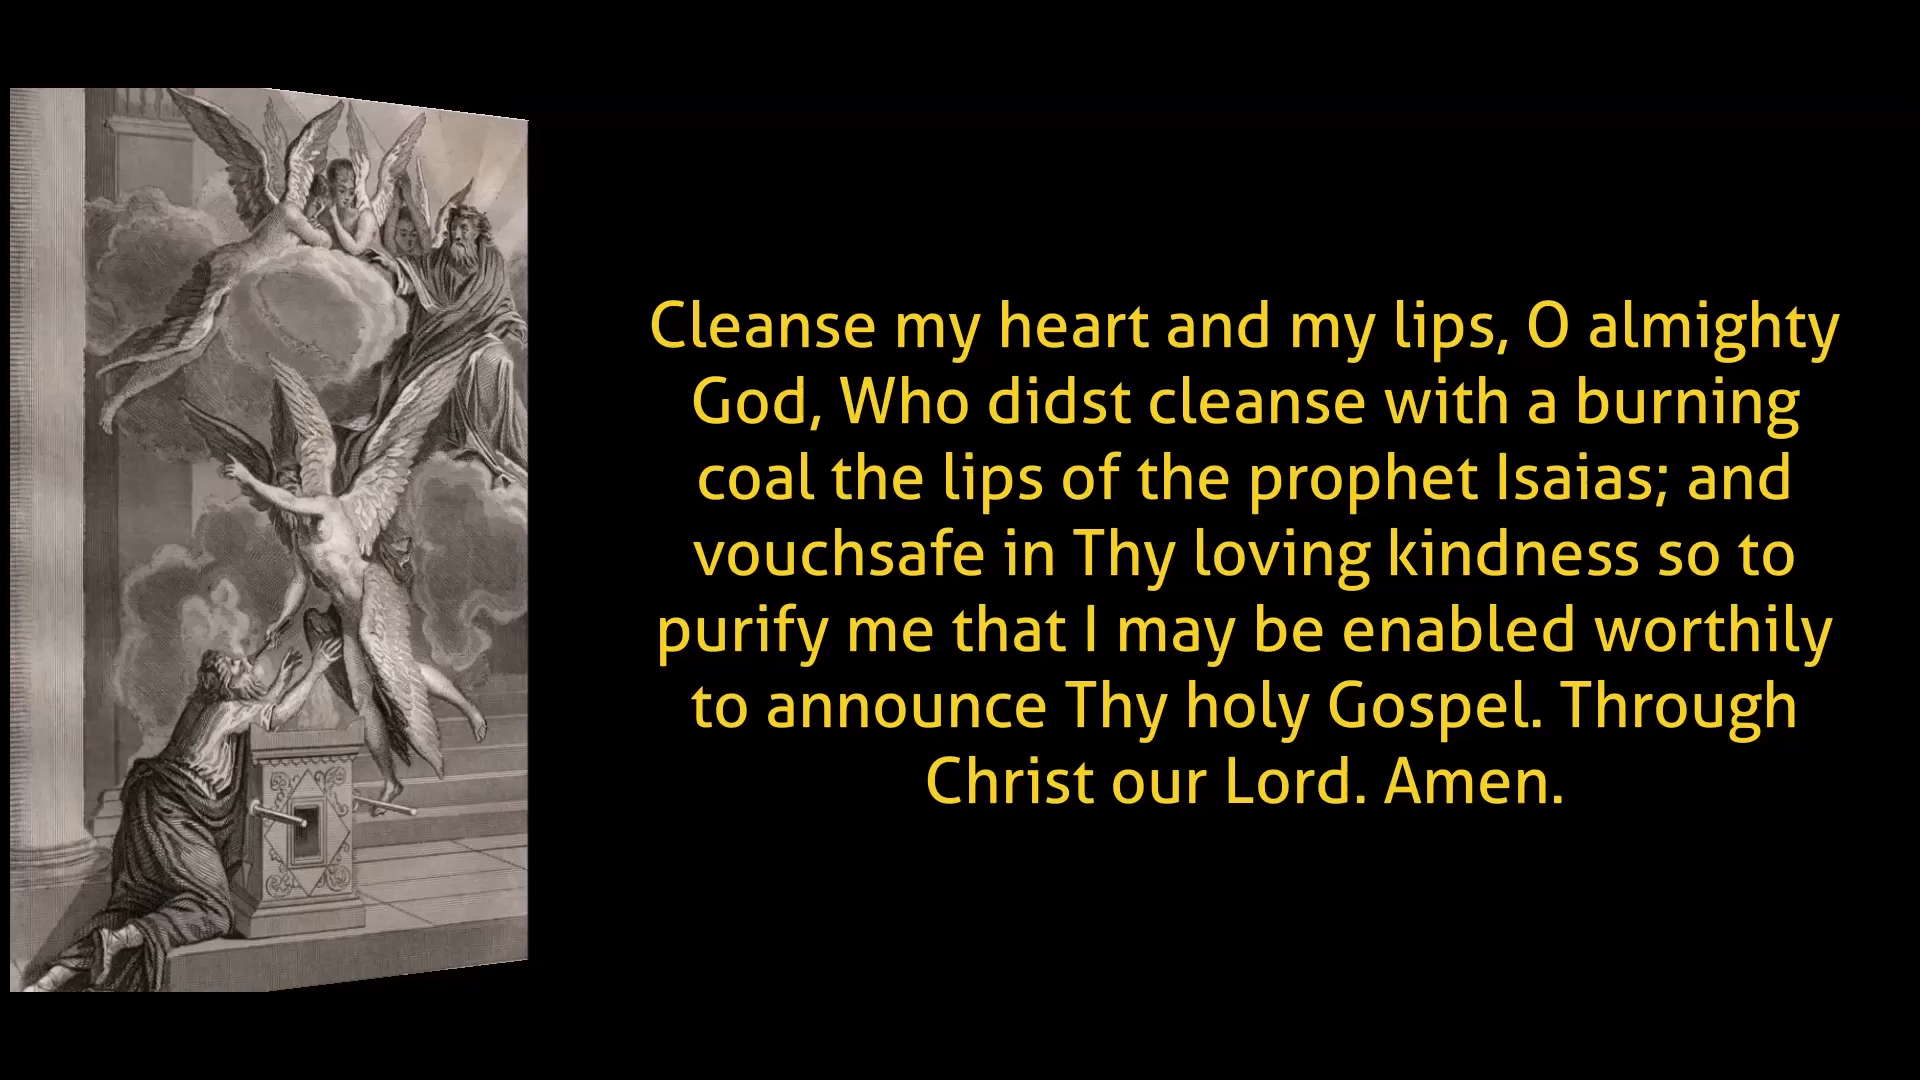 Cleanse my heart and my lips, O almighty
God, Who didst cleanse with a burning
coal the lips of the prophet Isaias; and
vouchsafe in Thy loving kindness so to
purify me that I may be enabled worthily
to announce Thy holy Gospel. Through
Christ our Lord. Amen.